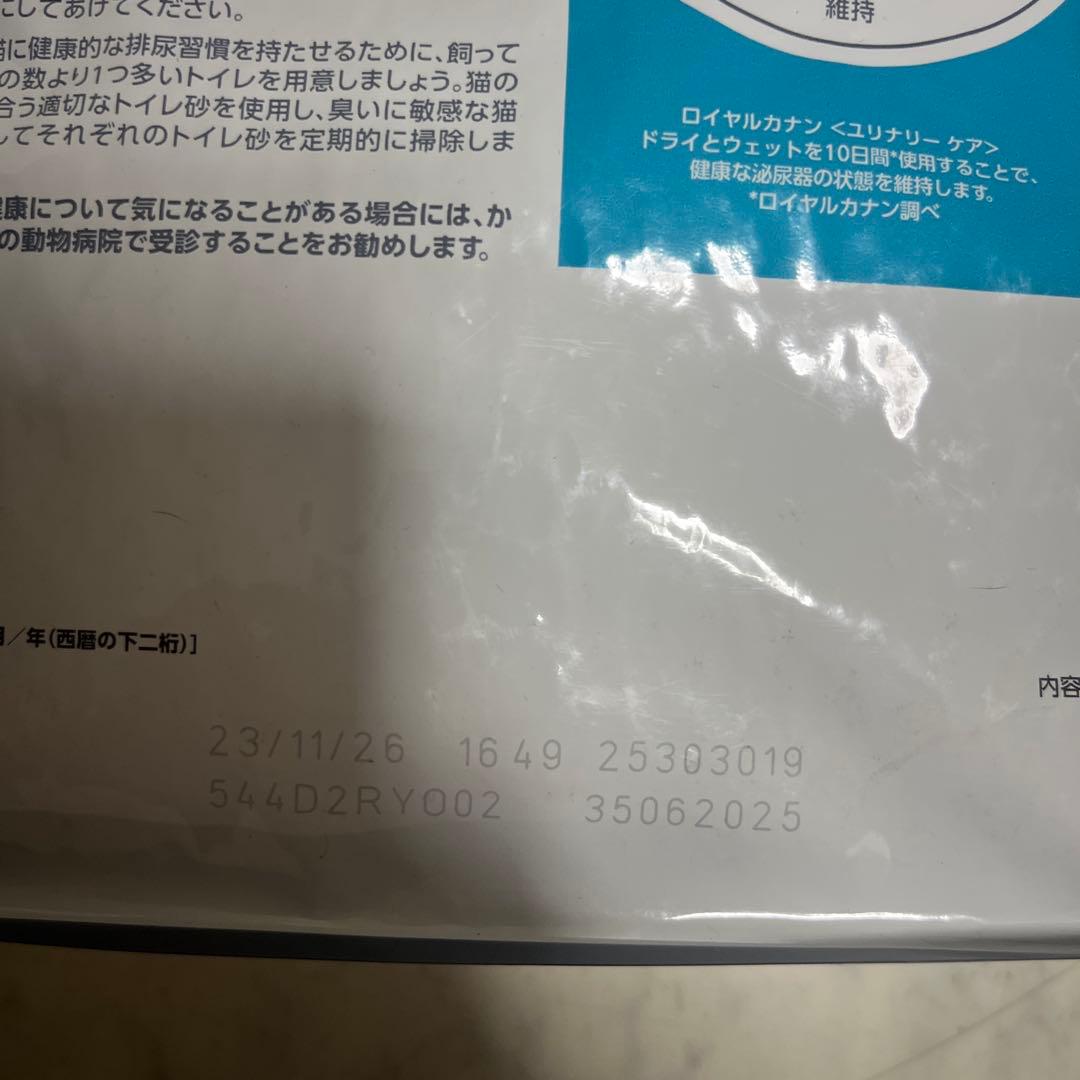 にしてあげてください。
猫に健康的な排尿習慣を持たせるために、飼って
の数より1つ多いトイレを用意しましょう。猫の
合う適切なトイレ砂を使用し、臭いに敏感な猫
してそれぞれのトイレ砂を定期的に掃除しま
健康について気になることがある場合には、か
の動物病院で受診することをお勧めします。
維持
ロイヤルカナン <ユリナリー ケア>
ドライとウェットを10日間*使用することで、
健康な泌尿器の状態を維持します。
*ロイヤルカナン調べ
月/年(西暦の下二桁)]
内容
23/11/26 1649 25303019
544D2RYO02 35062025